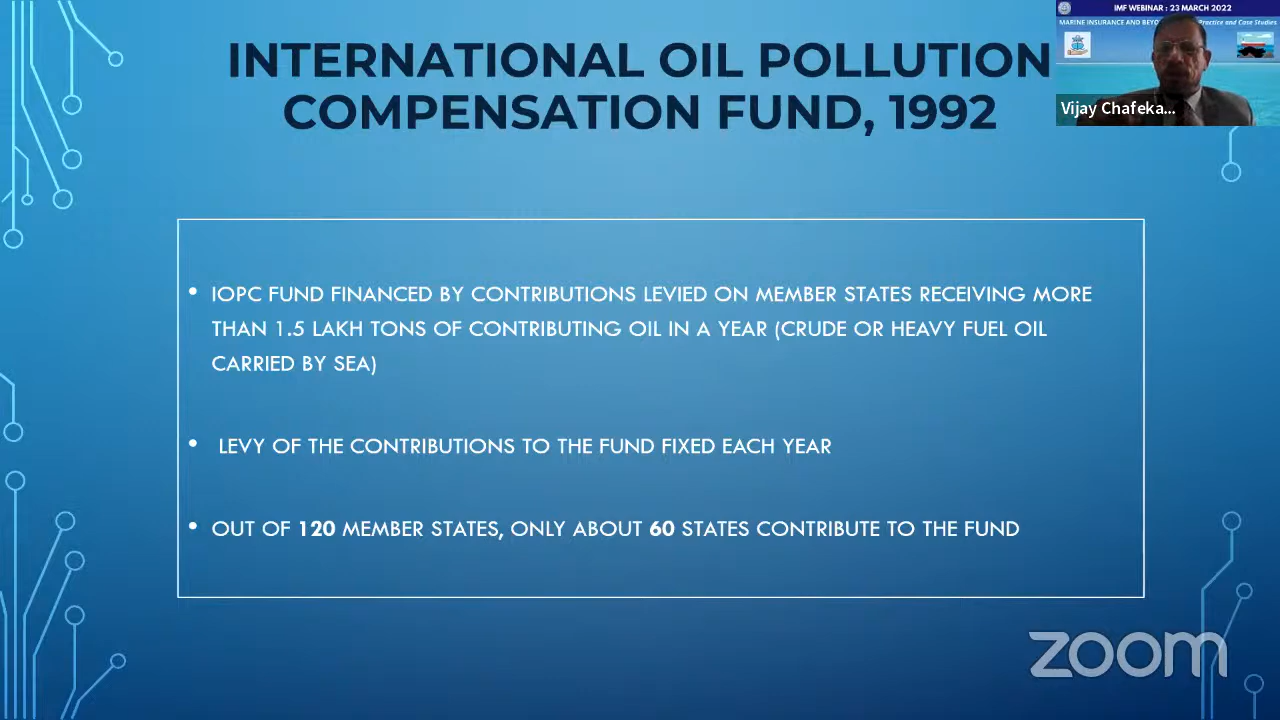 INTERNATIONAL OIL POLLUTION
COMPENSATION FUND, 1992
IMF WEBINAR : 23 MARCH 2022
MARINE INSURANCE AND BEYO Practice and Case Studies
Vijay Chafeka...
• IOPC FUND FINANCED BY CONTRIBUTIONS LEVIED ON MEMBER STATES RECEIVING MORE
THAN 1.5 LAKH TONS OF CONTRIBUTING OIL IN A YEAR (CRUDE OR HEAVY FUEL OIL
CARRIED BY SEA)
• LEVY OF THE CONTRIBUTIONS TO THE FUND FIXED EACH YEAR
• OUT OF 120 MEMBER STATES, ONLY ABOUT 60 STATES CONTRIBUTE TO THE FUND
zoom